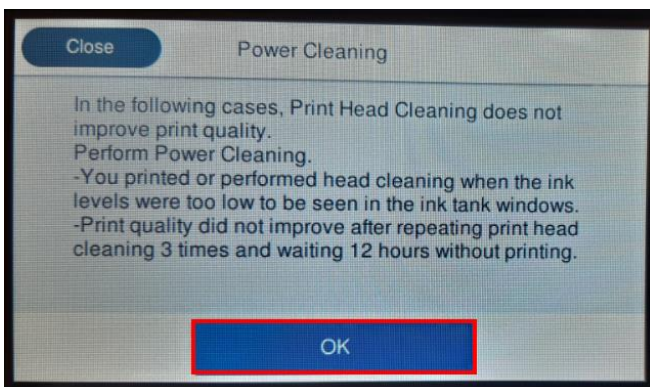 Close
Power Cleaning
In the following cases, Print Head Cleaning does not
improve print quality.
Perform Power Cleaning.
-You printed or performed head cleaning when the ink
levels were too low to be seen in the ink tank windows.
-Print quality did not improve after repeating print head
cleaning 3 times and waiting 12 hours without printing.
OK